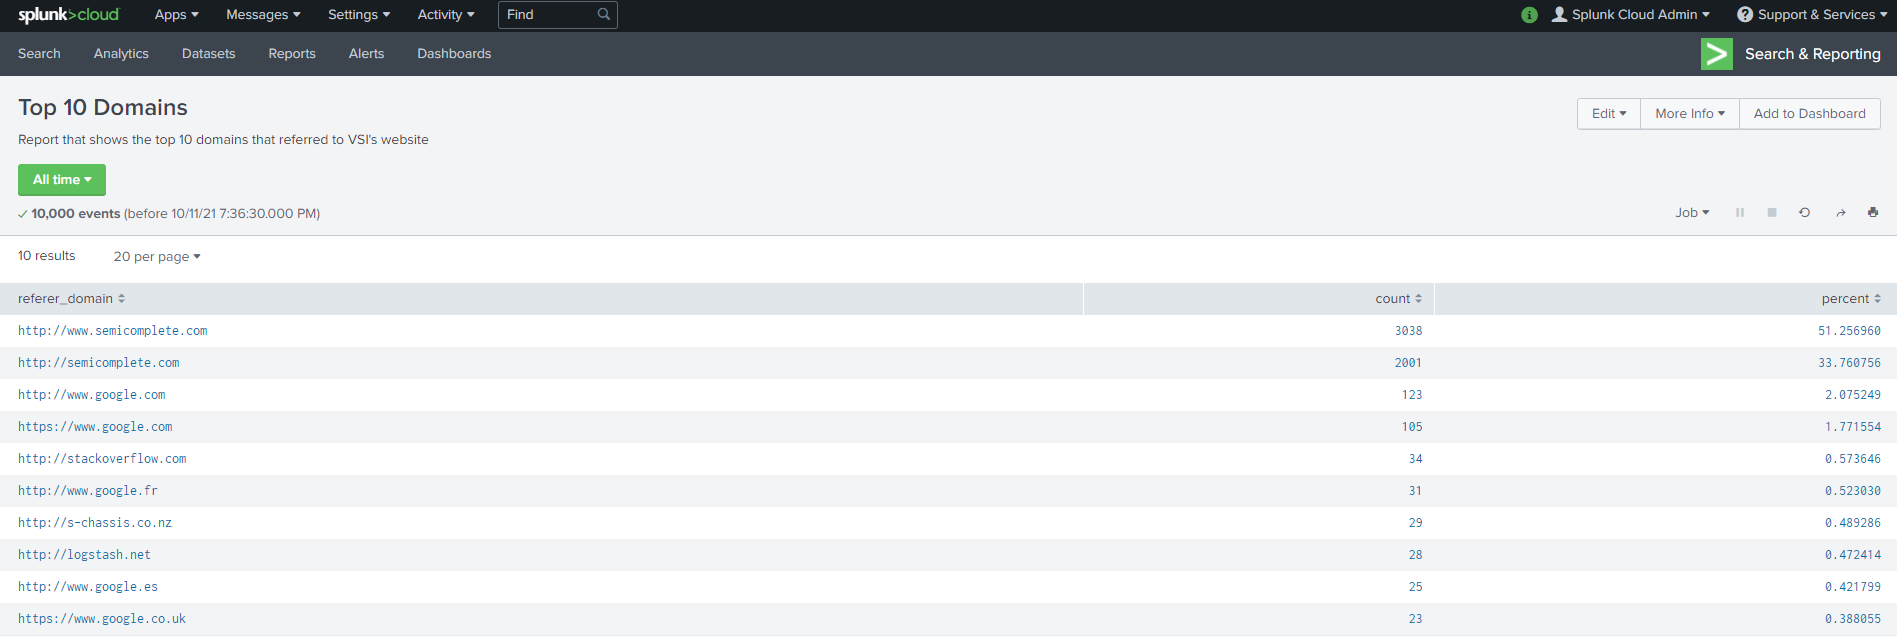 splunk>cloud Apps Messages Settings Activity Find i Splunk Cloud Admin ? Support & Services
Search Analytics Datasets Reports Alerts Dashboards > Search & Reporting
Top 10 Domains
Edit More Info Add to Dashboard
Report that shows the top 10 domains that referred to VSI's website
All time
10,000 events (before 10/11/21 7:36:30.000 PM) Job
10 results 20 per page
referer_domain count percent
http://www.semicomplete.com 3038 51.256960
http://semicomplete.com 2001 33.760756
http://www.google.com 123 2.075249
https://www.google.com 105 1.771554
http://stackoverflow.com 34 0.573646
http://www.google.fr 31 0.523030
http://s-chassis.co.nz 29 0.489286
http://logstash.net 28 0.472414
http://www.google.es 25 0.421799
https://www.google.co.uk 23 0.388055